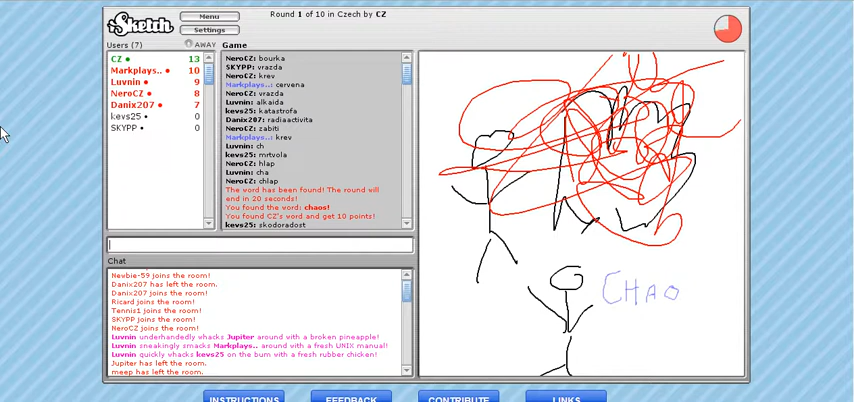 iSketch
Menu
Settings
Round 1 of 10 in Czech by CZ
Users (7)
AWAY
CZ 13
Markplays.. 10
Luvnin 9
NeroCZ 8
Danix207 7
kevs25 0
SKYPP 0
Game
NeroCZ: bourka
SKYPP: vrazda
NeroCZ: krev
Markplays..: cervena
NeroCZ: vrazda
Luvnin: alkaida
kevs25: katastrofa
Danix207: radiaactivita
NeroCZ: zabiti
Markplays..: krev
Luvnin: ch
kevs25: mrtvola
NeroCZ: hlap
Luvnin: cha
NeroCZ: chlap
The word has been found! The round will
end in 20 seconds!
You found the word: chaos!
You found CZ's word and get 10 points!
kevs25: skodoradost
CHAO
Chat
Newbie-59 joins the room!
Danix207 has left the room.
Danix207 joins the room!
Ricard joins the room!
Tennis1 joins the room!
SKYPP joins the room!
NeroCZ joins the room!
Luvnin underhandedly whacks Jupiter around with a broken pineapple!
Luvnin sneakingly smacks Markplays.. around with a fresh UNIX manual!
Luvnin quickly whacks kevs25 on the bum with a fresh rubber chicken!
Jupiter has left the room.
meep has left the room.
INSTRUCTIONS
FEEDBACK
CONTRIBUTE
LINKS